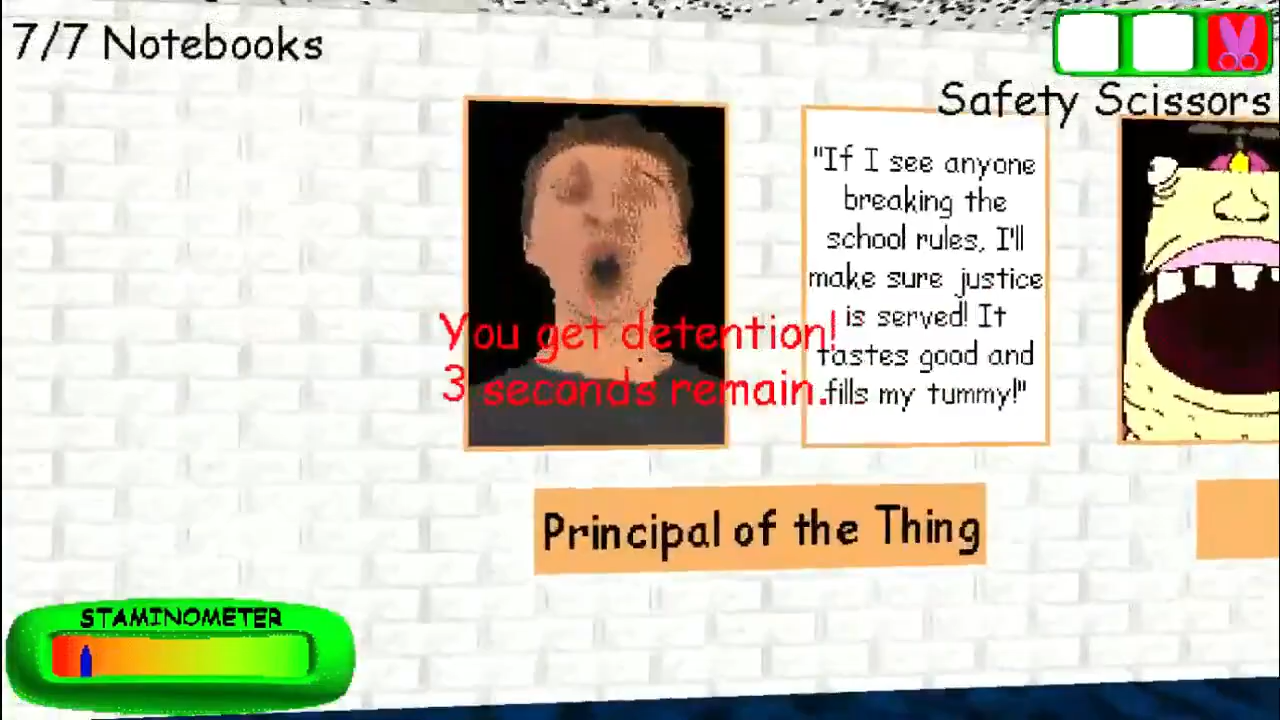 7/7 Notebooks
Safety Scissors
"If I see anyone
breaking the
school rules, I'll
make sure justice
is served! It
tastes good and
fills my tummy!"
You get detention!
3 seconds remain.
Principal of the Thing
STAMINOMETER